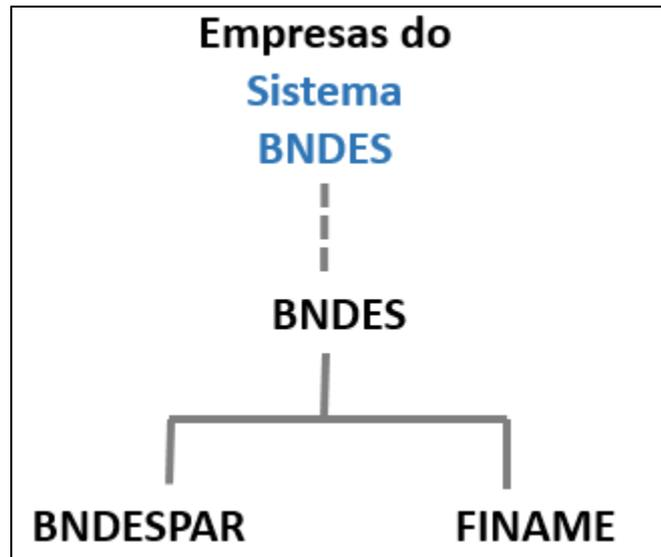 Empresas do
Sistema
BNDES
BNDES
BNDESPAR
FINAME